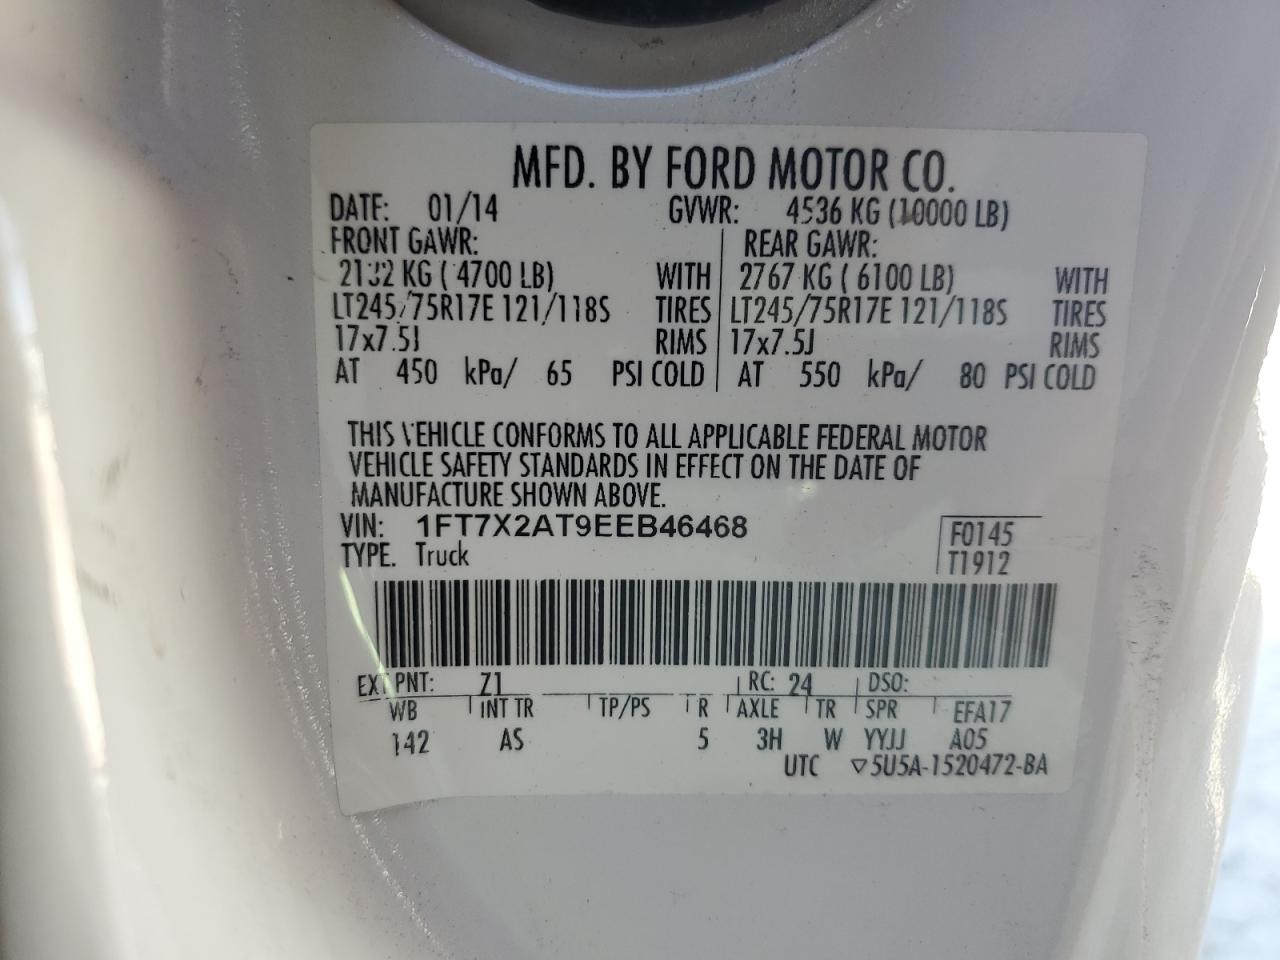 MFD. BY FORD MOTOR CO.
DATE: 01/14 GVWR: 4536 KG (10000 LB)
FRONT GAWR: REAR GAWR:
2132 KG ( 4700 LB) WITH 2767 KG ( 6100 LB) WITH
LT245/75R17E 121/118S TIRES LT245/75R17E 121/118S TIRES
17x7.5J RIMS 17x7.5J RIMS
AT 450 kPa/ 65 PSI COLD AT 550 kPa/ 80 PSI COLD
THIS VEHICLE CONFORMS TO ALL APPLICABLE FEDERAL MOTOR
VEHICLE SAFETY STANDARDS IN EFFECT ON THE DATE OF
MANUFACTURE SHOWN ABOVE.
VIN: 1FT7X2AT9EEB46468 F0145
TYPE. Truck T1912
EXT PNT: Z1 RC: 24 DSO:
WB INT TR TP/PS R AXLE TR SPR EFA17
142 AS 5 3H W YYJJ A05
UTC ▽5U5A-1520472-BA